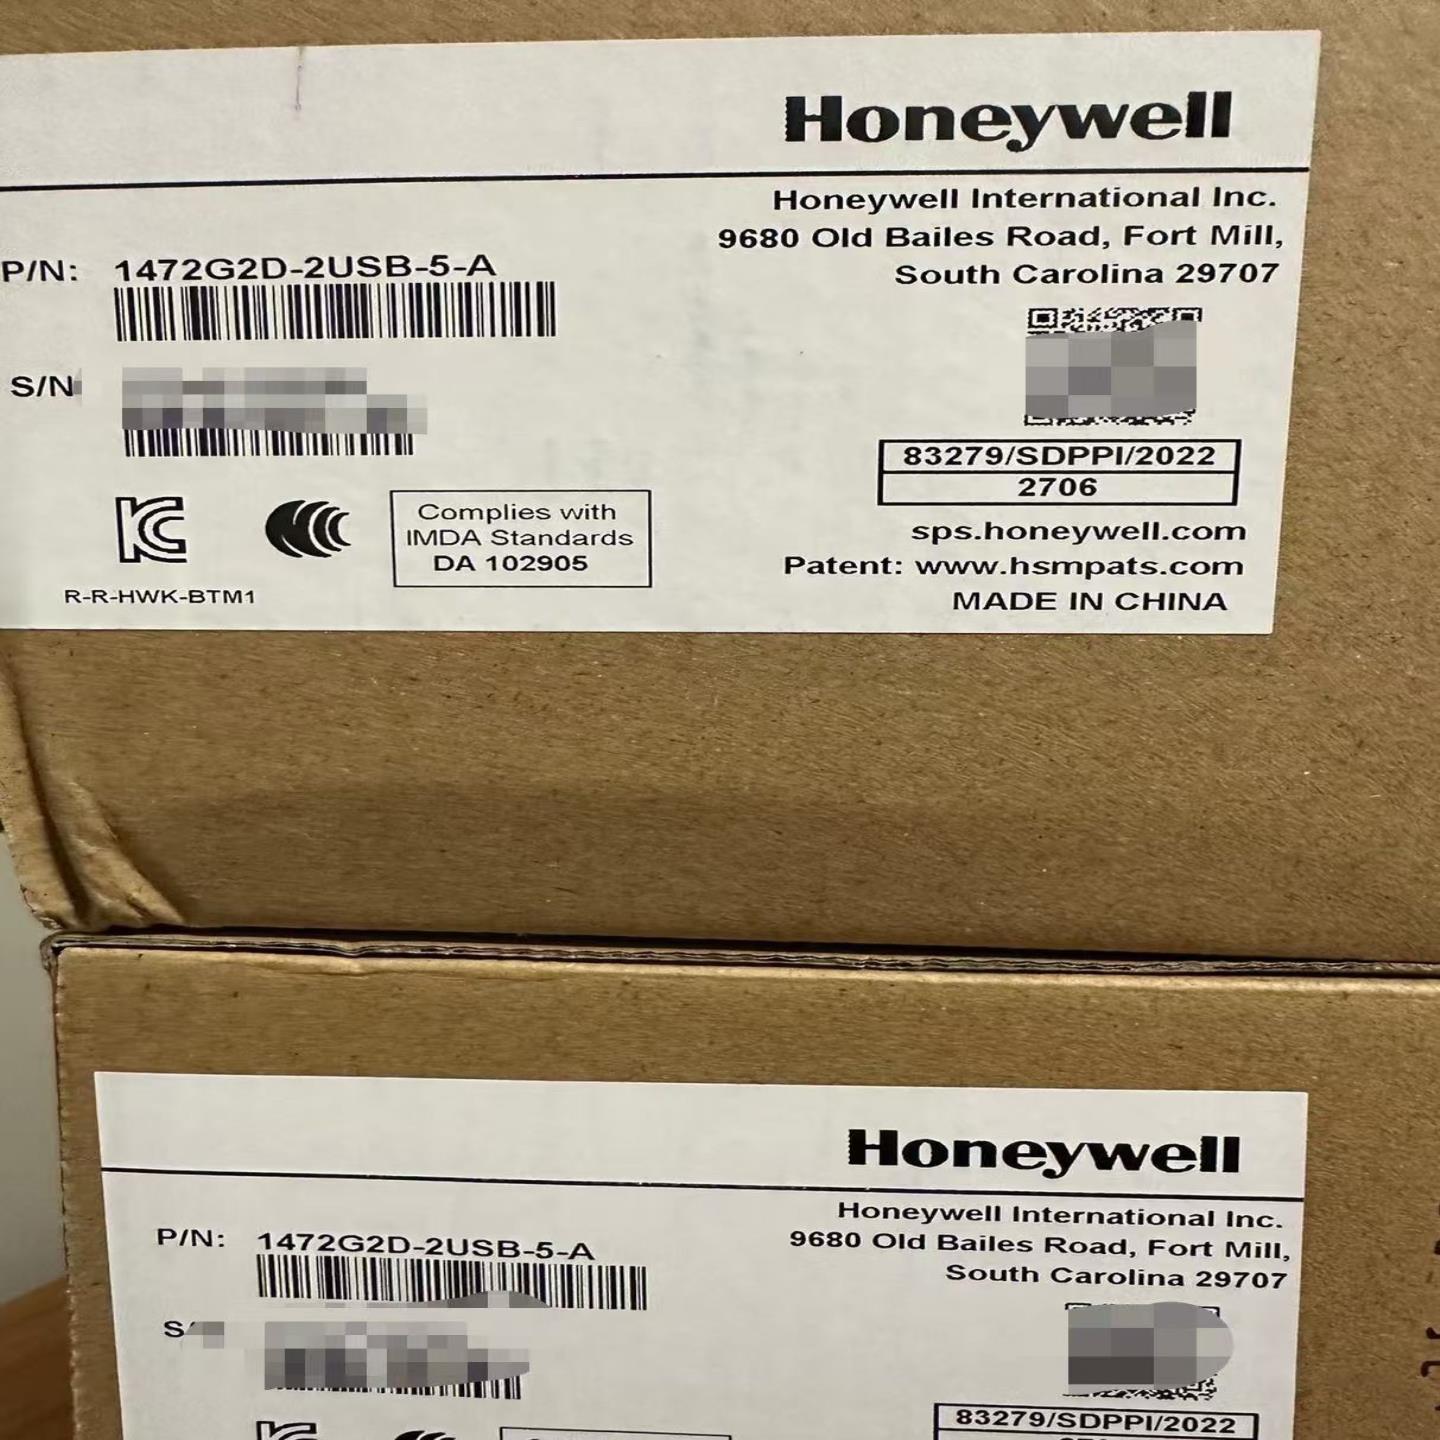 Honeywell
Honeywell International Inc.
9680 Old Bailes Road, Fort Mill,
South Carolina 29707
P/N: 1472G2D-2USB-5-A
S/N
83279/SDPPI/2022
2706
Complies with
IMDA Standards
DA 102905
R-R-HWK-BTM1
sps.honeywell.com
Patent: www.hsmpats.com
MADE IN CHINA
Honeywell
Honeywell International Inc.
9680 Old Bailes Road, Fort Mill,
South Carolina 29707
P/N: 1472G2D-2USB-5-A
83279/SDPPI/2022